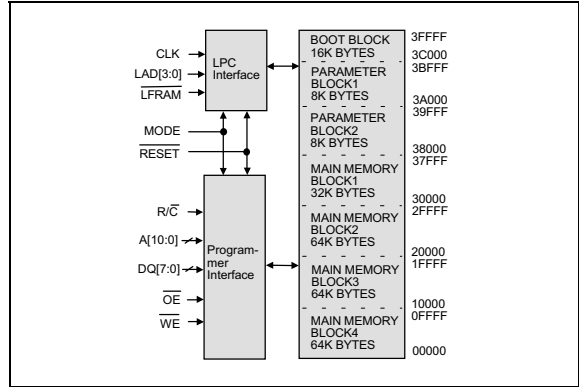 CLK
LAD[3:0]
LFRAM
MODE
RESET
R/C
A[10:0]
DQ[7:0]
OE
WE
LPC
Interface
Program-
mer
Interface
BOOT BLOCK
16K BYTES
PARAMETER
BLOCK1
8K BYTES
PARAMETER
BLOCK2
8K BYTES
MAIN MEMORY
BLOCK1
32K BYTES
MAIN MEMORY
BLOCK2
64K BYTES
MAIN MEMORY
BLOCK3
64K BYTES
MAIN MEMORY
BLOCK4
64K BYTES
3FFFF
3C000
3BFFF
3A000
39FFF
38000
37FFF
30000
2FFFF
20000
1FFFF
10000
0FFFF
00000